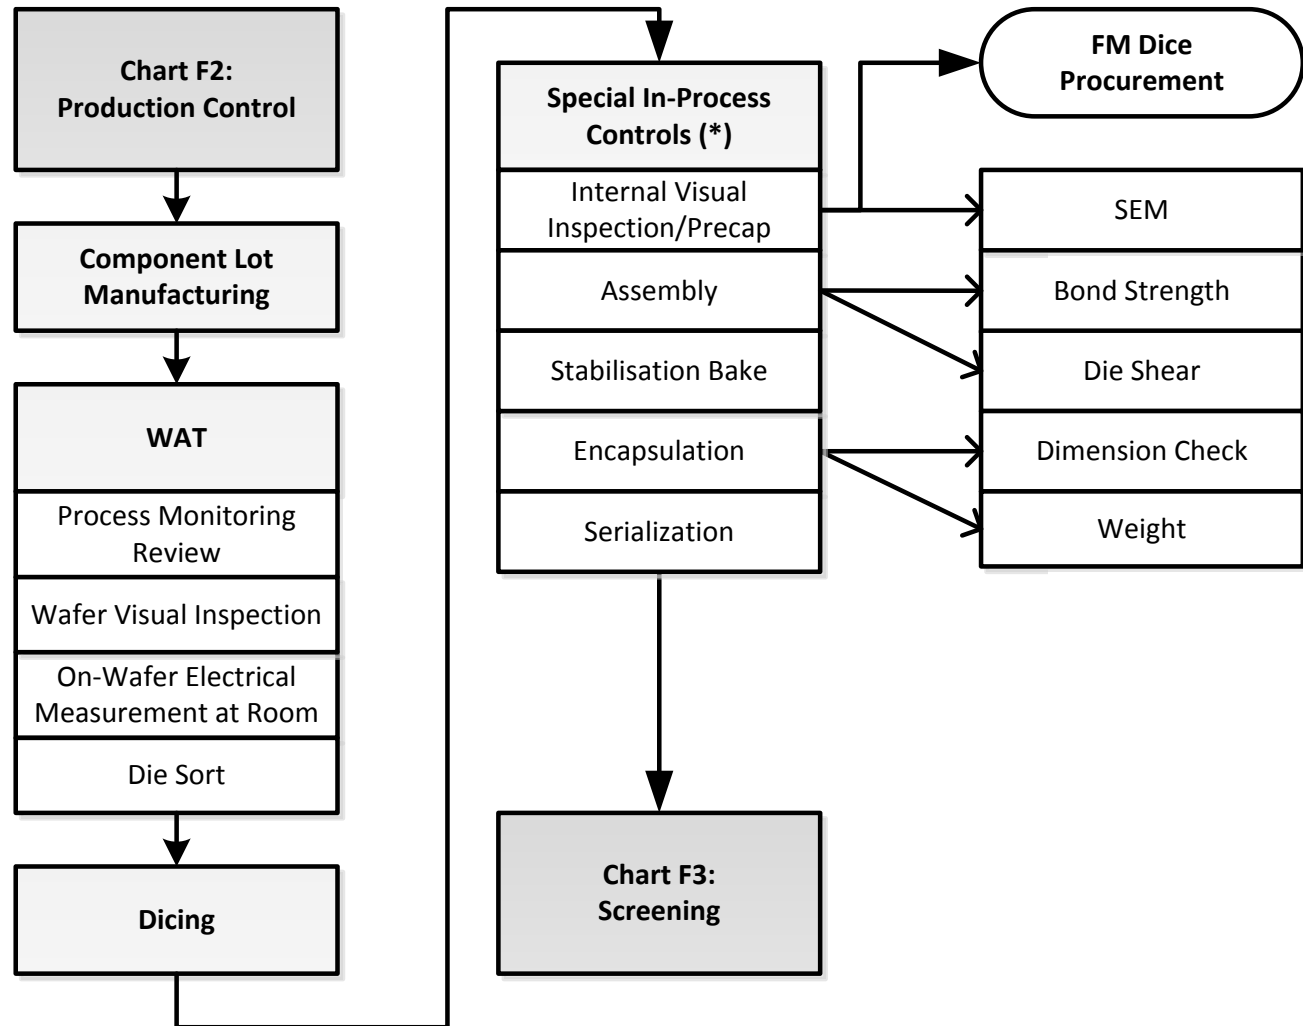 Chart F2:
Production Control
Component Lot
Manufacturing
WAT
Process Monitoring
Review
Wafer Visual Inspection
On-Wafer Electrical
Measurement at Room
Die Sort
Dicing
Special In-Process
Controls (*)
Internal Visual
Inspection/Precap
Assembly
Stabilisation Bake
Encapsulation
Serialization
Chart F3:
Screening
FM Dice
Procurement
SEM
Bond Strength
Die Shear
Dimension Check
Weight